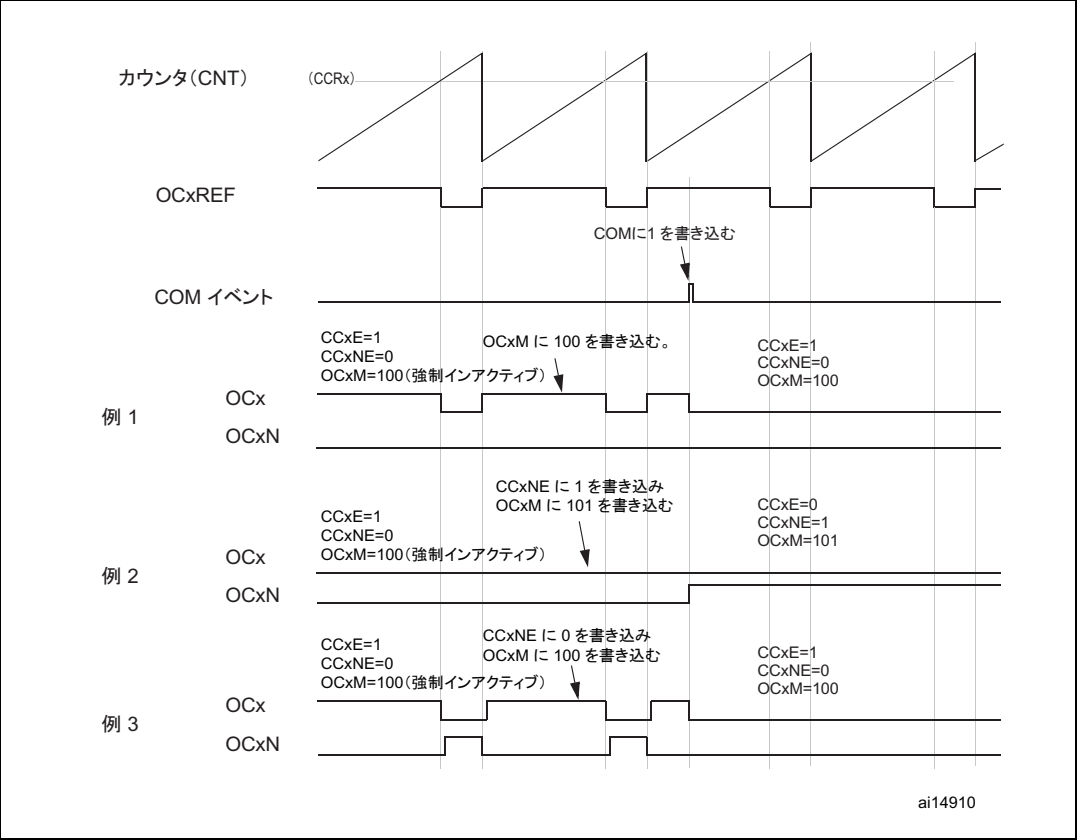 カウンタ（CNT）
(CCRx)
OCxREF
COMに1 を書き込む
COM イベント
CCxE=1
CCxNE=0
OCxM=100（強制インアクティブ）
OCxM に 100 を書き込む。
CCxE=1
CCxNE=0
OCxM=100
例 1
OCx
OCxN
CCxNE に 1 を書き込み
OCxM に 101 を書き込む
CCxE=1
CCxNE=0
OCxM=100（強制インアクティブ）
CCxE=0
CCxNE=1
OCxM=101
例 2
OCx
OCxN
CCxNE に 0 を書き込み
OCxM に 100 を書き込む
CCxE=1
CCxNE=0
OCxM=100（強制インアクティブ）
CCxE=1
CCxNE=0
OCxM=100
例 3
OCx
OCxN
ai14910